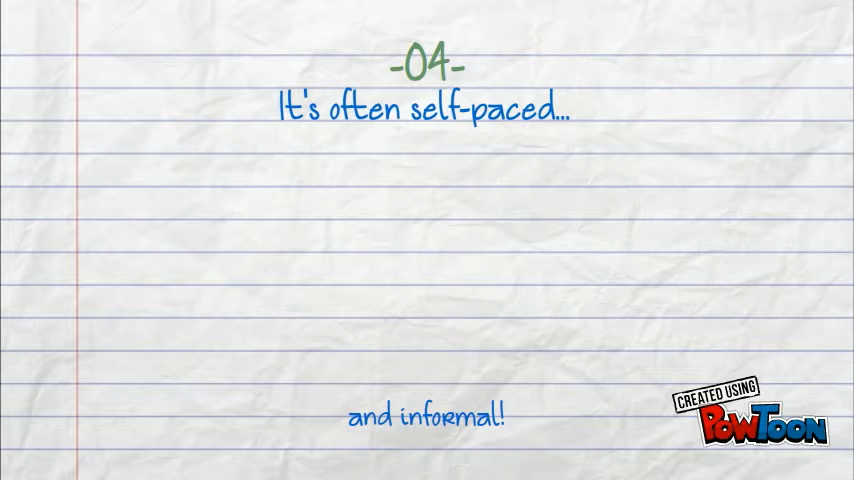 -04-
It's often self-paced...
and informal!
CREATED USING
POWTOON